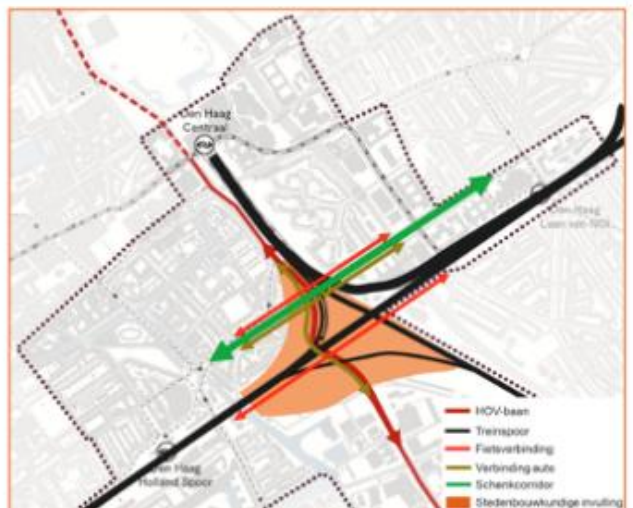 Den Haag
Centraal
Den Haag
Laan van NOI
Den Haag
Holland Spoor
HOV-baan
Treinspoor
Fietsverbinding
Verbinding auto
Schenkcorridor
Stedenbouwkundige invulling